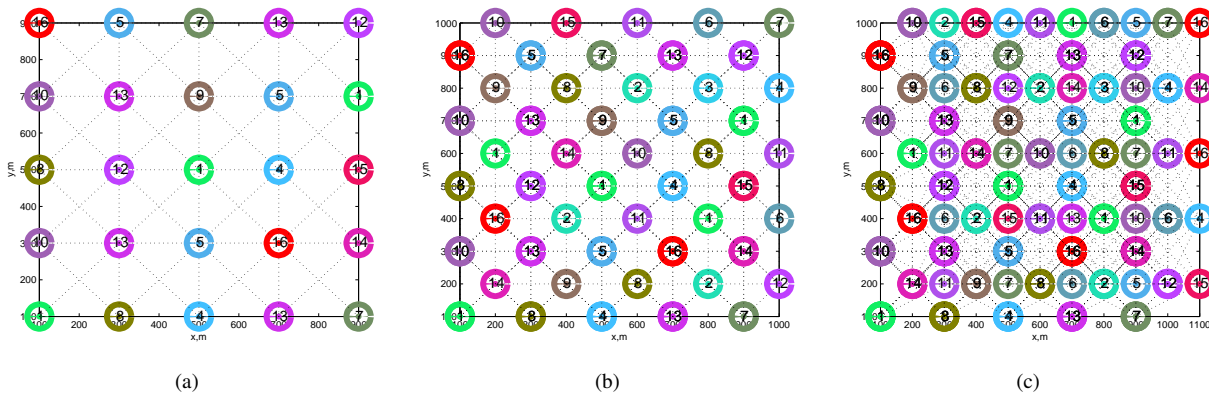 16 5 7 13 12
800
10 13 9 5 1
600
y,m
8 12 1 4 15
400
10 13 5 16 14
200
1 8 4 13 7
200 400 600 800
x,m
(a)
1000 10 15 11 6 7
16 5 7 13 12
800 9 8 2 3 4
10 13 9 5 1
600 1 14 10 8 11
y,m
8 12 1 4 15
400 16 2 11 1 6
10 13 5 16 14
200 14 9 8 2 12
1 8 4 13 7
200 400 600 800 1000
x,m
(b)
1000 10 2 15 4 11 1 6 5 7 16
16 5 7 13 12
800 9 6 8 12 2 14 3 10 4 14
10 13 9 5 1
600 1 11 14 7 10 6 8 7 11 16
y,m
8 12 1 4 15
400 16 6 2 15 11 13 1 10 6 4
10 13 5 16 14
200 14 11 9 7 8 6 2 5 12 15
1 8 4 13 7
200 400 600 800 1000 1100
x,m
(c)